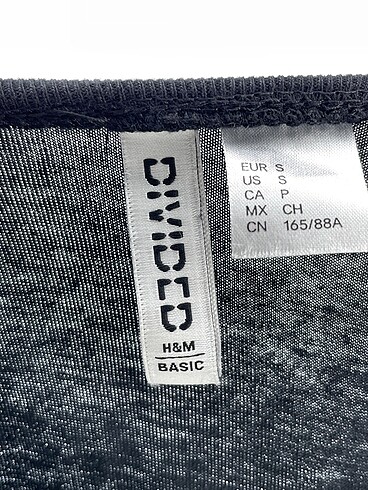 DIVIDED
H&M
BASIC
EUR S
US S
CA P
MX CH
CN 165/88A